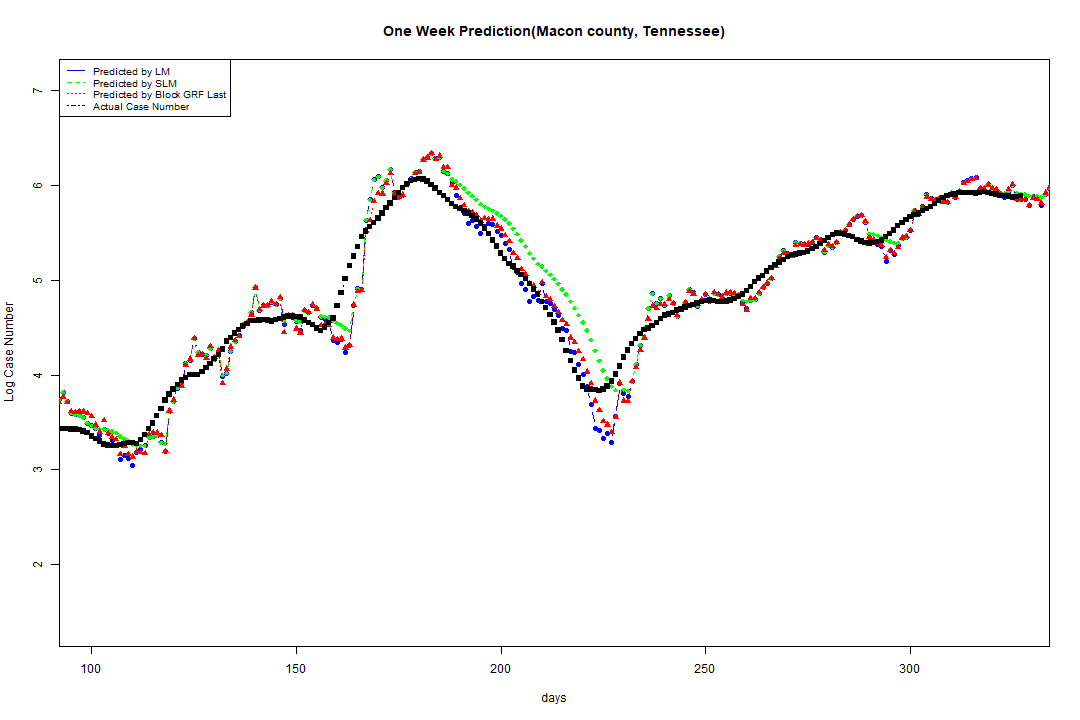 One Week Prediction(Macon county, Tennessee)
Predicted by LM
Predicted by SLM
Predicted by Block GRF Last
Actual Case Number
Log Case Number
7
6
5
4
3
2
100 150 200 250 300
days